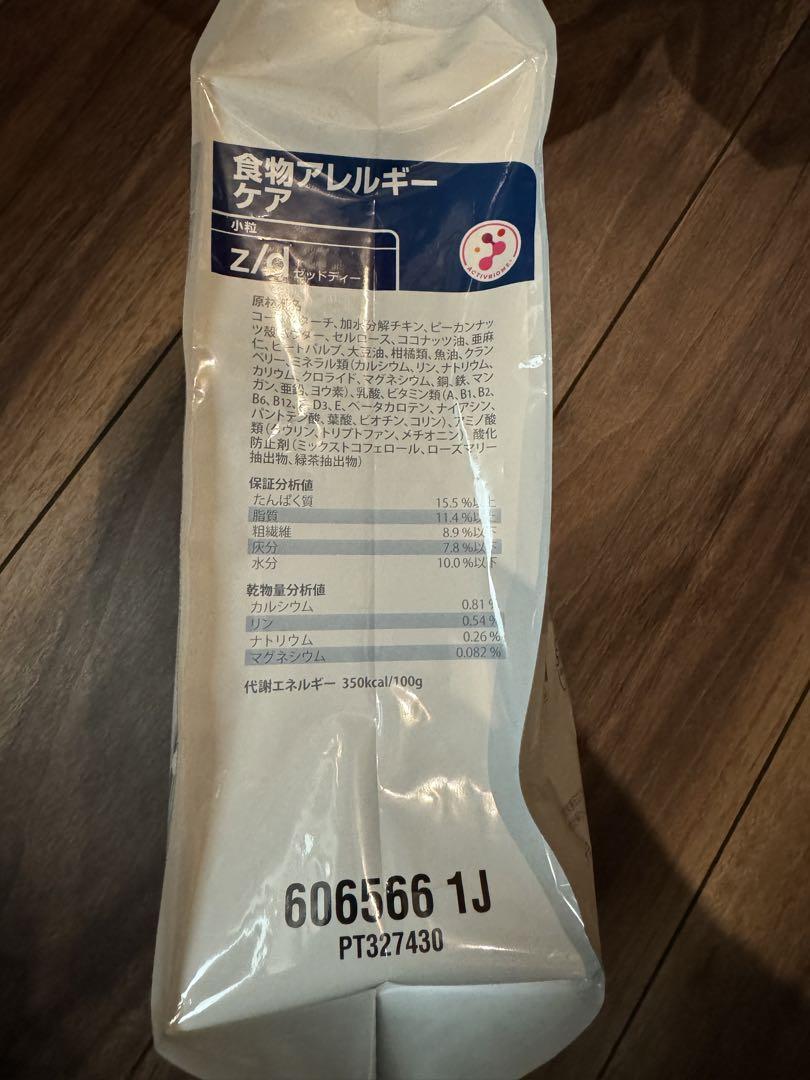 食物アレルギー
ケア
小粒
z/d ゼッドディー
ACTIVBIOME+
原材料名
コーンスターチ、加水分解チキン、ピーカンナッ
ツ殻パウダー、セルロース、ココナッツ油、亜麻
仁、ビートパルプ、大豆油、柑橘類、魚油、クラン
ベリー、ミネラル類(カルシウム、リン、ナトリウム、
カリウム、クロライド、マグネシウム、銅、鉄、マン
ガン、亜鉛、ヨウ素)、乳酸、ビタミン類(A、B1、B2、
B6、B12、C、D3、E、ベータカロテン、ナイアシン、
パントテン酸、葉酸、ビオチン、コリン)、アミノ酸
類(タウリン、トリプトファン、メチオニン)、酸化
防止剤(ミックストコフェロール、ローズマリー
抽出物、緑茶抽出物)
保証分析値
たんぱく質 15.5 %以上
脂質 11.4 %以上
粗繊維 8.9 %以下
灰分 7.8 %以下
水分 10.0 %以下
乾物量分析値
カルシウム 0.81 %
リン 0.54 %
ナトリウム 0.26 %
マグネシウム 0.082 %
代謝エネルギー 350kcal/100g
606566 1J
PT327430